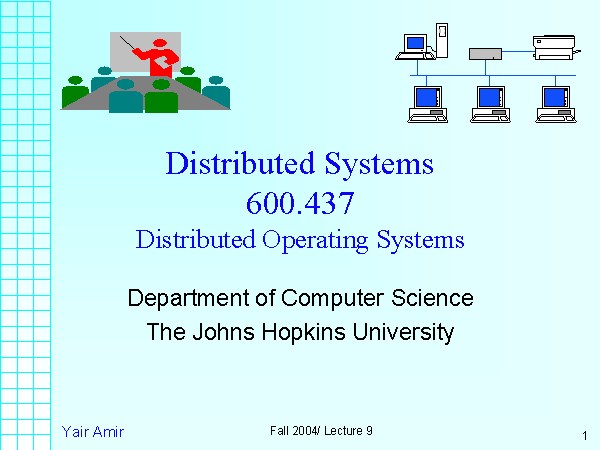 Distributed Systems
600.437
Distributed Operating Systems
Department of Computer Science
The Johns Hopkins University
Yair Amir
Fall 2004/ Lecture 9
1